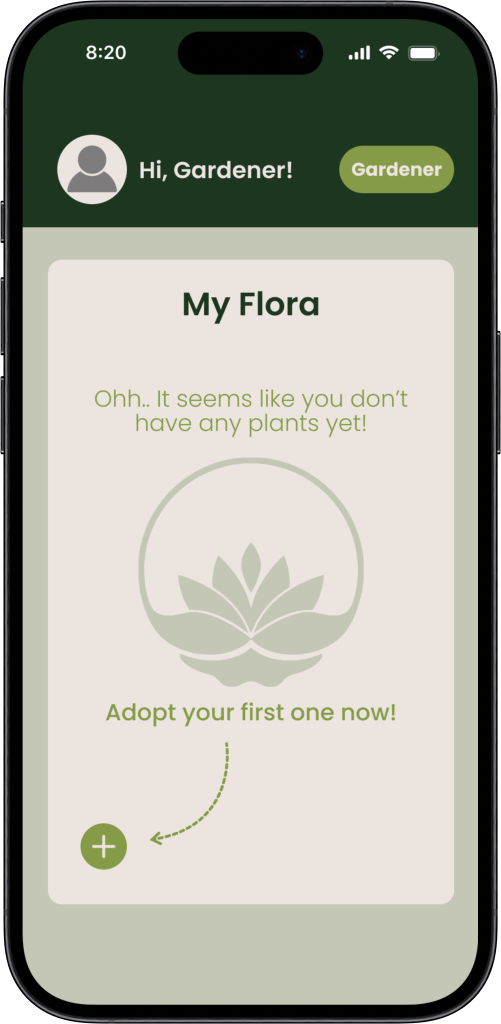 8:20
Hi, Gardener!
Gardener
My Flora
Ohh.. It seems like you don’t
have any plants yet!
Adopt your first one now!